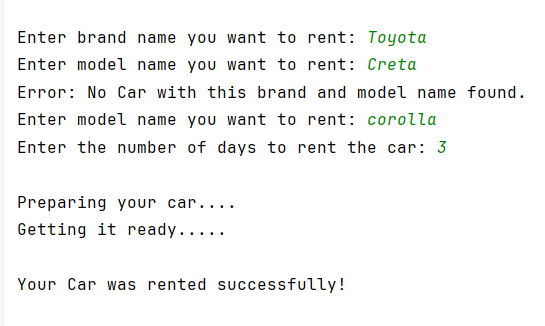 Enter brand name you want to rent: Toyota
Enter model name you want to rent: Creta
Error: No Car with this brand and model name found.
Enter model name you want to rent: corolla
Enter the number of days to rent the car: 3
Preparing your car....
Getting it ready.....
Your Car was rented successfully!